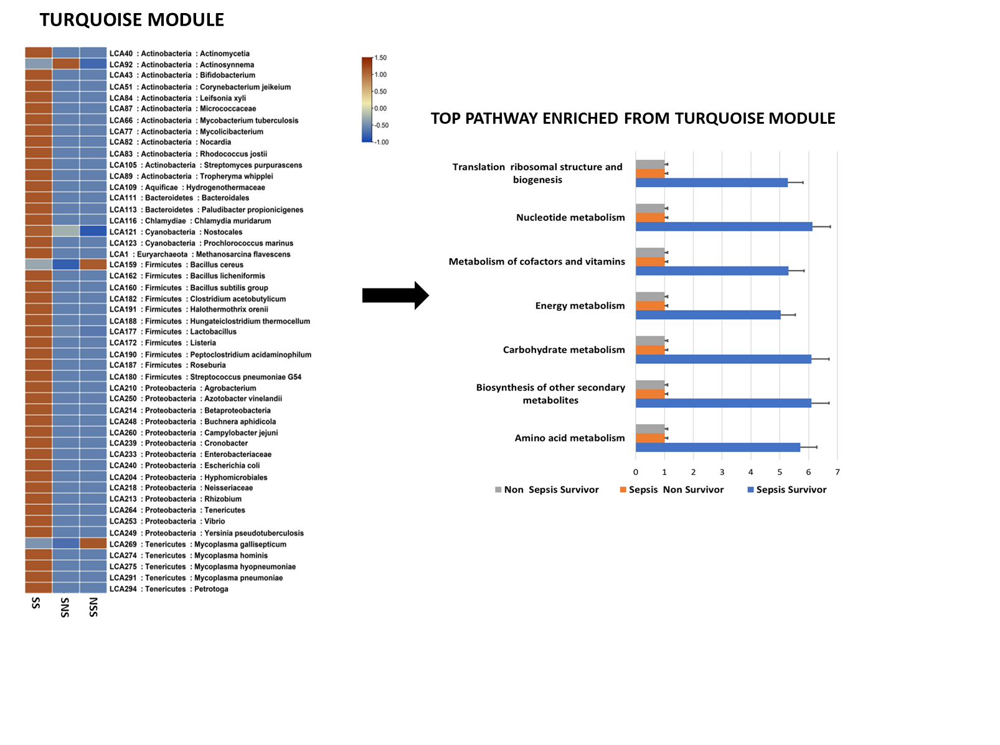 TURQUOISE MODULE
LCA40 : Actinobacteria : Actinomycetia
LCA92 : Actinobacteria : Actinosynnema
LCA43 : Actinobacteria : Bifidobacterium
LCA51 : Actinobacteria : Corynebacterium jeikeium
LCA84 : Actinobacteria : Leifsonia xyli
LCA87 : Actinobacteria : Micrococcaceae
LCA66 : Actinobacteria : Mycobacterium tuberculosis
LCA77 : Actinobacteria : Mycolicibacterium
LCA82 : Actinobacteria : Nocardia
LCA83 : Actinobacteria : Rhodococcus jostii
LCA105 : Actinobacteria : Streptomyces purpurascens
LCA89 : Actinobacteria : Tropheryma whipplei
LCA109 : Aquificae : Hydrogenothermaceae
LCA111 : Bacteroidetes : Bacteroidales
LCA113 : Bacteroidetes : Paludibacter propionicigenes
LCA116 : Chlamydiae : Chlamydia muridarum
LCA121 : Cyanobacteria : Nostocales
LCA123 : Cyanobacteria : Prochlorococcus marinus
LCA1 : Euryarchaeota : Methanosarcina flavescens
LCA159 : Firmicutes : Bacillus cereus
LCA162 : Firmicutes : Bacillus licheniformis
LCA160 : Firmicutes : Bacillus subtilis group
LCA182 : Firmicutes : Clostridium acetobutylicum
LCA191 : Firmicutes : Halothermothrix orenii
LCA188 : Firmicutes : Hungateiclostridium thermocellum
LCA177 : Firmicutes : Lactobacillus
LCA172 : Firmicutes : Listeria
LCA190 : Firmicutes : Peptoclostridium acidaminophilum
LCA187 : Firmicutes : Roseburia
LCA180 : Firmicutes : Streptococcus pneumoniae G54
LCA210 : Proteobacteria : Agrobacterium
LCA250 : Proteobacteria : Azotobacter vinelandii
LCA214 : Proteobacteria : Betaproteobacteria
LCA248 : Proteobacteria : Buchnera aphidicola
LCA260 : Proteobacteria : Campylobacter jejuni
LCA239 : Proteobacteria : Cronobacter
LCA233 : Proteobacteria : Enterobacteriaceae
LCA240 : Proteobacteria : Escherichia coli
LCA204 : Proteobacteria : Hyphomicrobiales
LCA218 : Proteobacteria : Neisseriaceae
LCA213 : Proteobacteria : Rhizobium
LCA264 : Proteobacteria : Tenericutes
LCA253 : Proteobacteria : Vibrio
LCA249 : Proteobacteria : Yersinia pseudotuberculosis
LCA269 : Tenericutes : Mycoplasma gallisepticum
LCA274 : Tenericutes : Mycoplasma hominis
LCA275 : Tenericutes : Mycoplasma hyopneumoniae
LCA291 : Tenericutes : Mycoplasma pneumoniae
LCA294 : Tenericutes : Petrotoga
SS SNS NSS
1.50
1.00
0.50
0.00
-0.50
-1.00
TOP PATHWAY ENRICHED FROM TURQUOISE MODULE
Translation ribosomal structure and
biogenesis
Nucleotide metabolism
Metabolism of cofactors and vitamins
Energy metabolism
Carbohydrate metabolism
Biosynthesis of other secondary
metabolites
Amino acid metabolism
0 1 2 3 4 5 6 7
Non Sepsis Survivor Sepsis Non Survivor Sepsis Survivor